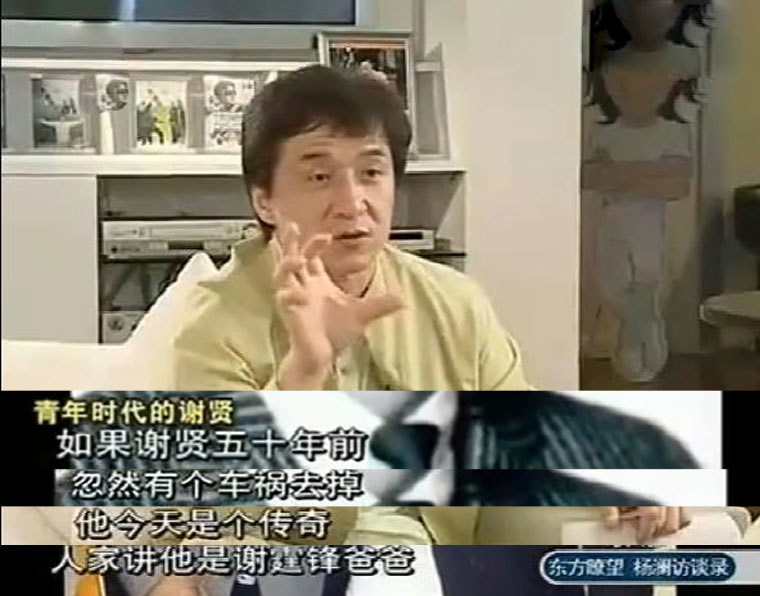 青年时代的谢贤
如果谢贤五十年前
忽然有个车祸去掉
他今天是个传奇
人家讲他是谢霆锋爸爸
东方瞭望 杨澜访谈录